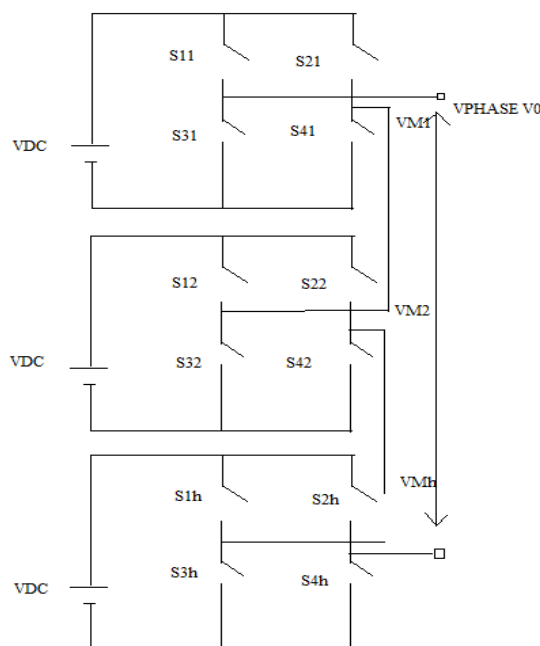 S11 S21
VPHASE V0
S31 S41 VM1
VDC
S12 S22
VM2
VDC S32 S42
S1h S2h VMh
S3h S4h
VDC